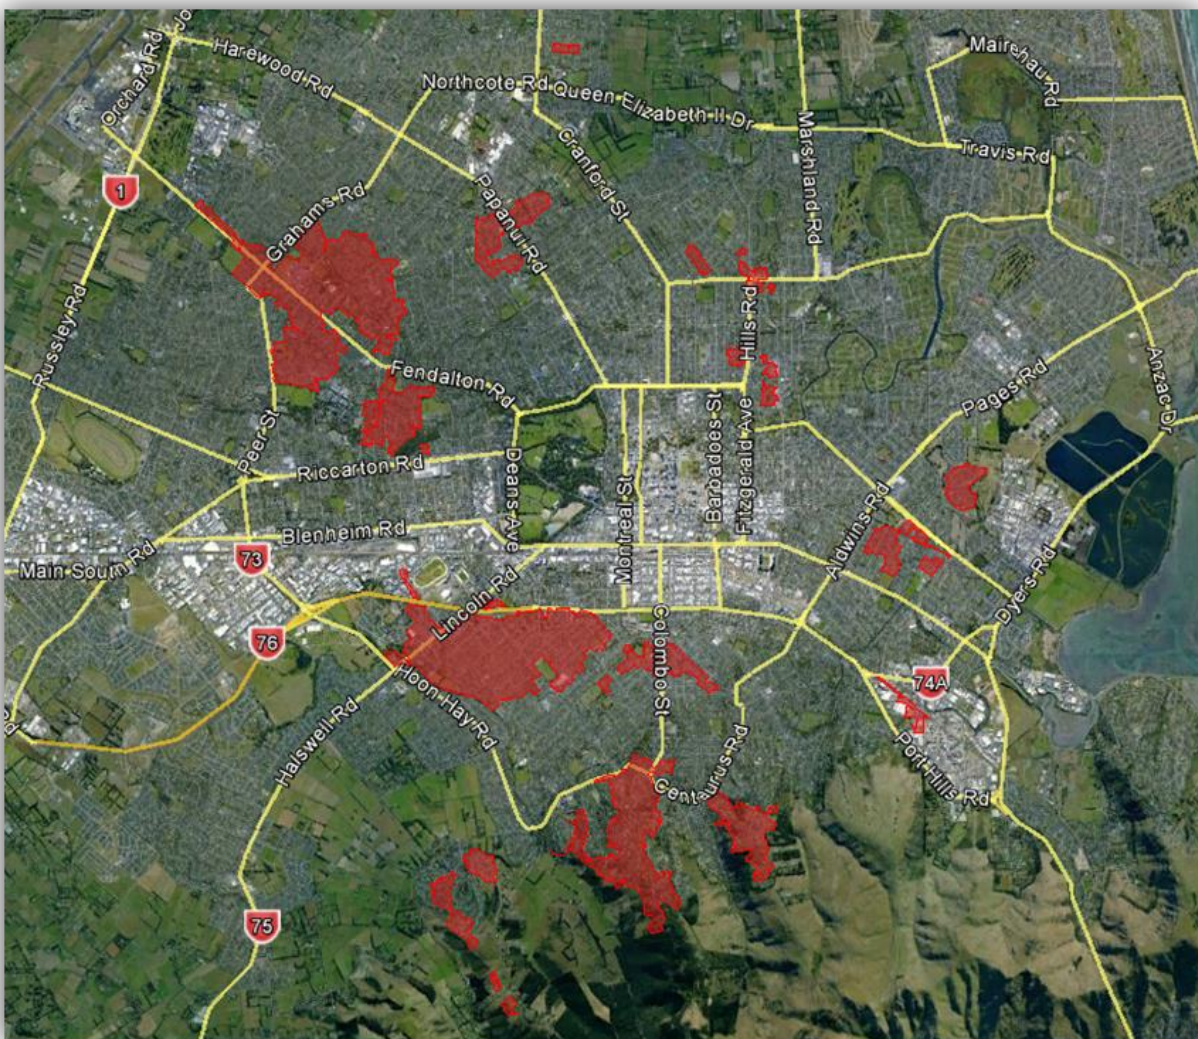 Orchard Rd
Jo
Harewood Rd
Northcote Rd
Queen Elizabeth II Dr
Mairehau Rd
Cranford St
Marshland Rd
Travis Rd
1
Grahams Rd
Papanui Rd
Russley Rd
Hills Rd
Fendalton Rd
Pages Rd
Anzac Dr
Peer St
Riccarton Rd
Deans Ave
Montreal St
Barbadoes St
Fitzgerald Ave
Aldwins Rd
Blenheim Rd
Main South Rd
73
Lincoln Rd
Dyers Rd
76
Colombo St
74A
Hoon Hay Rd
Rd
Halswell Rd
Centaurus Rd
Port Hills Rd
75